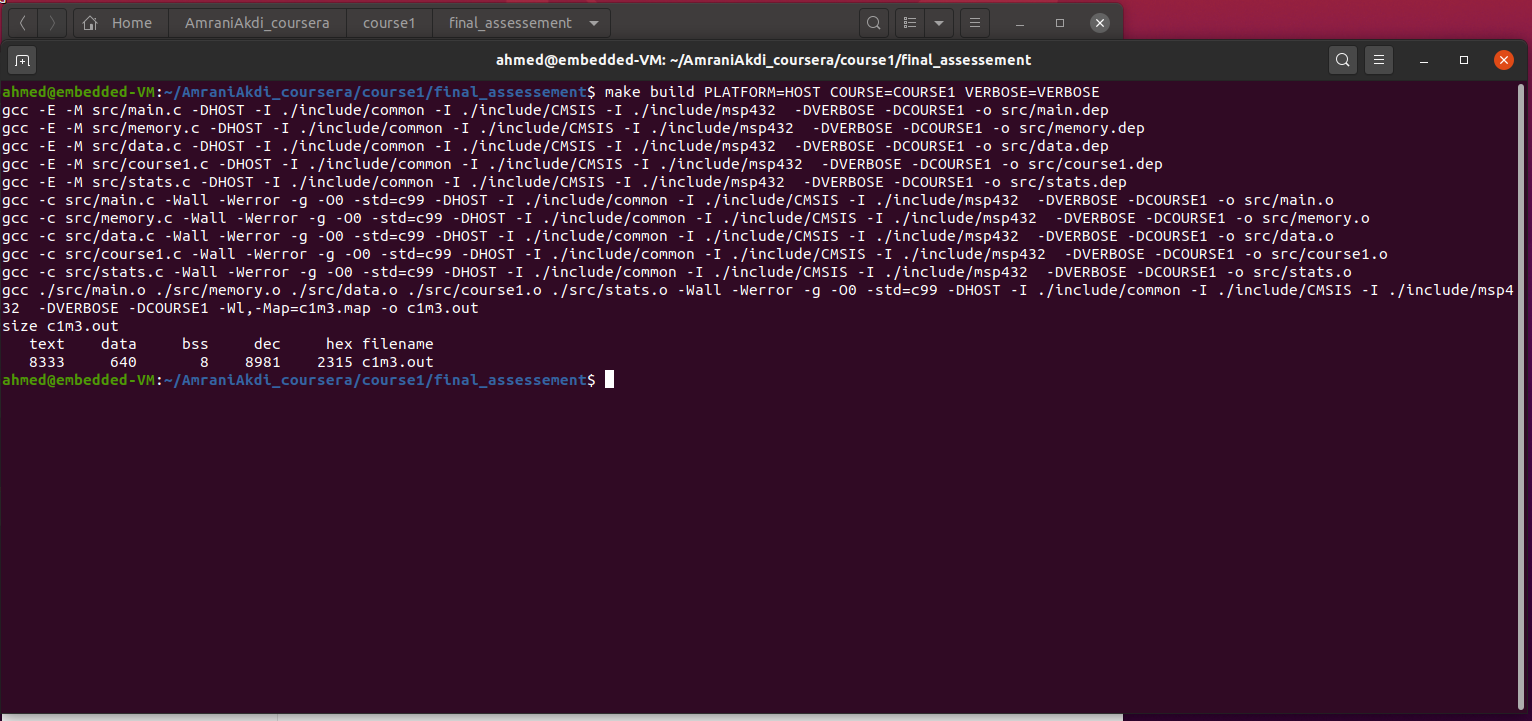 Home AmraniAkdi_coursera course1 final_assessement
ahmed@embedded-VM: ~/AmraniAkdi_coursera/course1/final_assessement
ahmed@embedded-VM:~/AmraniAkdi_coursera/course1/final_assessement$ make build PLATFORM=HOST COURSE=COURSE1 VERBOSE=VERBOSE
gcc -E -M src/main.c -DHOST -I ./include/common -I ./include/CMSIS -I ./include/msp432  -DVERBOSE -DCOURSE1 -o src/main.dep
gcc -E -M src/memory.c -DHOST -I ./include/common -I ./include/CMSIS -I ./include/msp432  -DVERBOSE -DCOURSE1 -o src/memory.dep
gcc -E -M src/data.c -DHOST -I ./include/common -I ./include/CMSIS -I ./include/msp432  -DVERBOSE -DCOURSE1 -o src/data.dep
gcc -E -M src/course1.c -DHOST -I ./include/common -I ./include/CMSIS -I ./include/msp432  -DVERBOSE -DCOURSE1 -o src/course1.dep
gcc -E -M src/stats.c -DHOST -I ./include/common -I ./include/CMSIS -I ./include/msp432  -DVERBOSE -DCOURSE1 -o src/stats.dep
gcc -c src/main.c -Wall -Werror -g -O0 -std=c99 -DHOST -I ./include/common -I ./include/CMSIS -I ./include/msp432  -DVERBOSE -DCOURSE1 -o src/main.o
gcc -c src/memory.c -Wall -Werror -g -O0 -std=c99 -DHOST -I ./include/common -I ./include/CMSIS -I ./include/msp432  -DVERBOSE -DCOURSE1 -o src/memory.o
gcc -c src/data.c -Wall -Werror -g -O0 -std=c99 -DHOST -I ./include/common -I ./include/CMSIS -I ./include/msp432  -DVERBOSE -DCOURSE1 -o src/data.o
gcc -c src/course1.c -Wall -Werror -g -O0 -std=c99 -DHOST -I ./include/common -I ./include/CMSIS -I ./include/msp432  -DVERBOSE -DCOURSE1 -o src/course1.o
gcc -c src/stats.c -Wall -Werror -g -O0 -std=c99 -DHOST -I ./include/common -I ./include/CMSIS -I ./include/msp432  -DVERBOSE -DCOURSE1 -o src/stats.o
gcc ./src/main.o ./src/memory.o ./src/data.o ./src/course1.o ./src/stats.o -Wall -Werror -g -O0 -std=c99 -DHOST -I ./include/common -I ./include/CMSIS -I ./include/msp4
32  -DVERBOSE -DCOURSE1 -Wl,-Map=c1m3.map -o c1m3.out
size c1m3.out
   text    data     bss     dec     hex filename
   8333     640       8    8981    2315 c1m3.out
ahmed@embedded-VM:~/AmraniAkdi_coursera/course1/final_assessement$